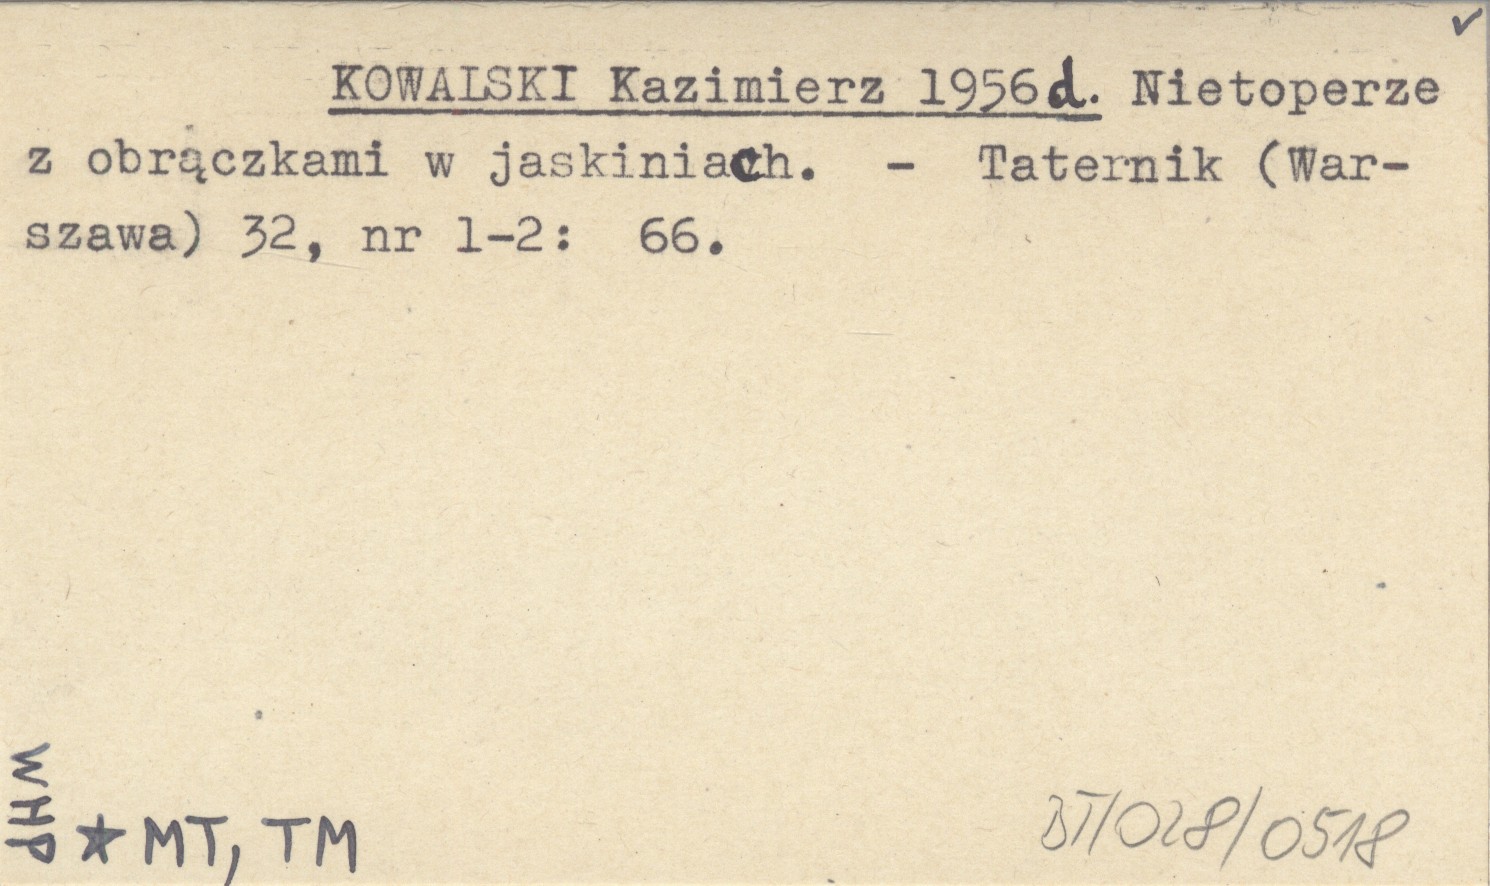 ✓
KOWALSKI Kazimierz 1956d. Nietoperze
z obrączkami w jaskiniach. - Taternik (War-
szawa) 32, nr 1-2: 66.
WHP
★ MT, TM
BT/028/0518